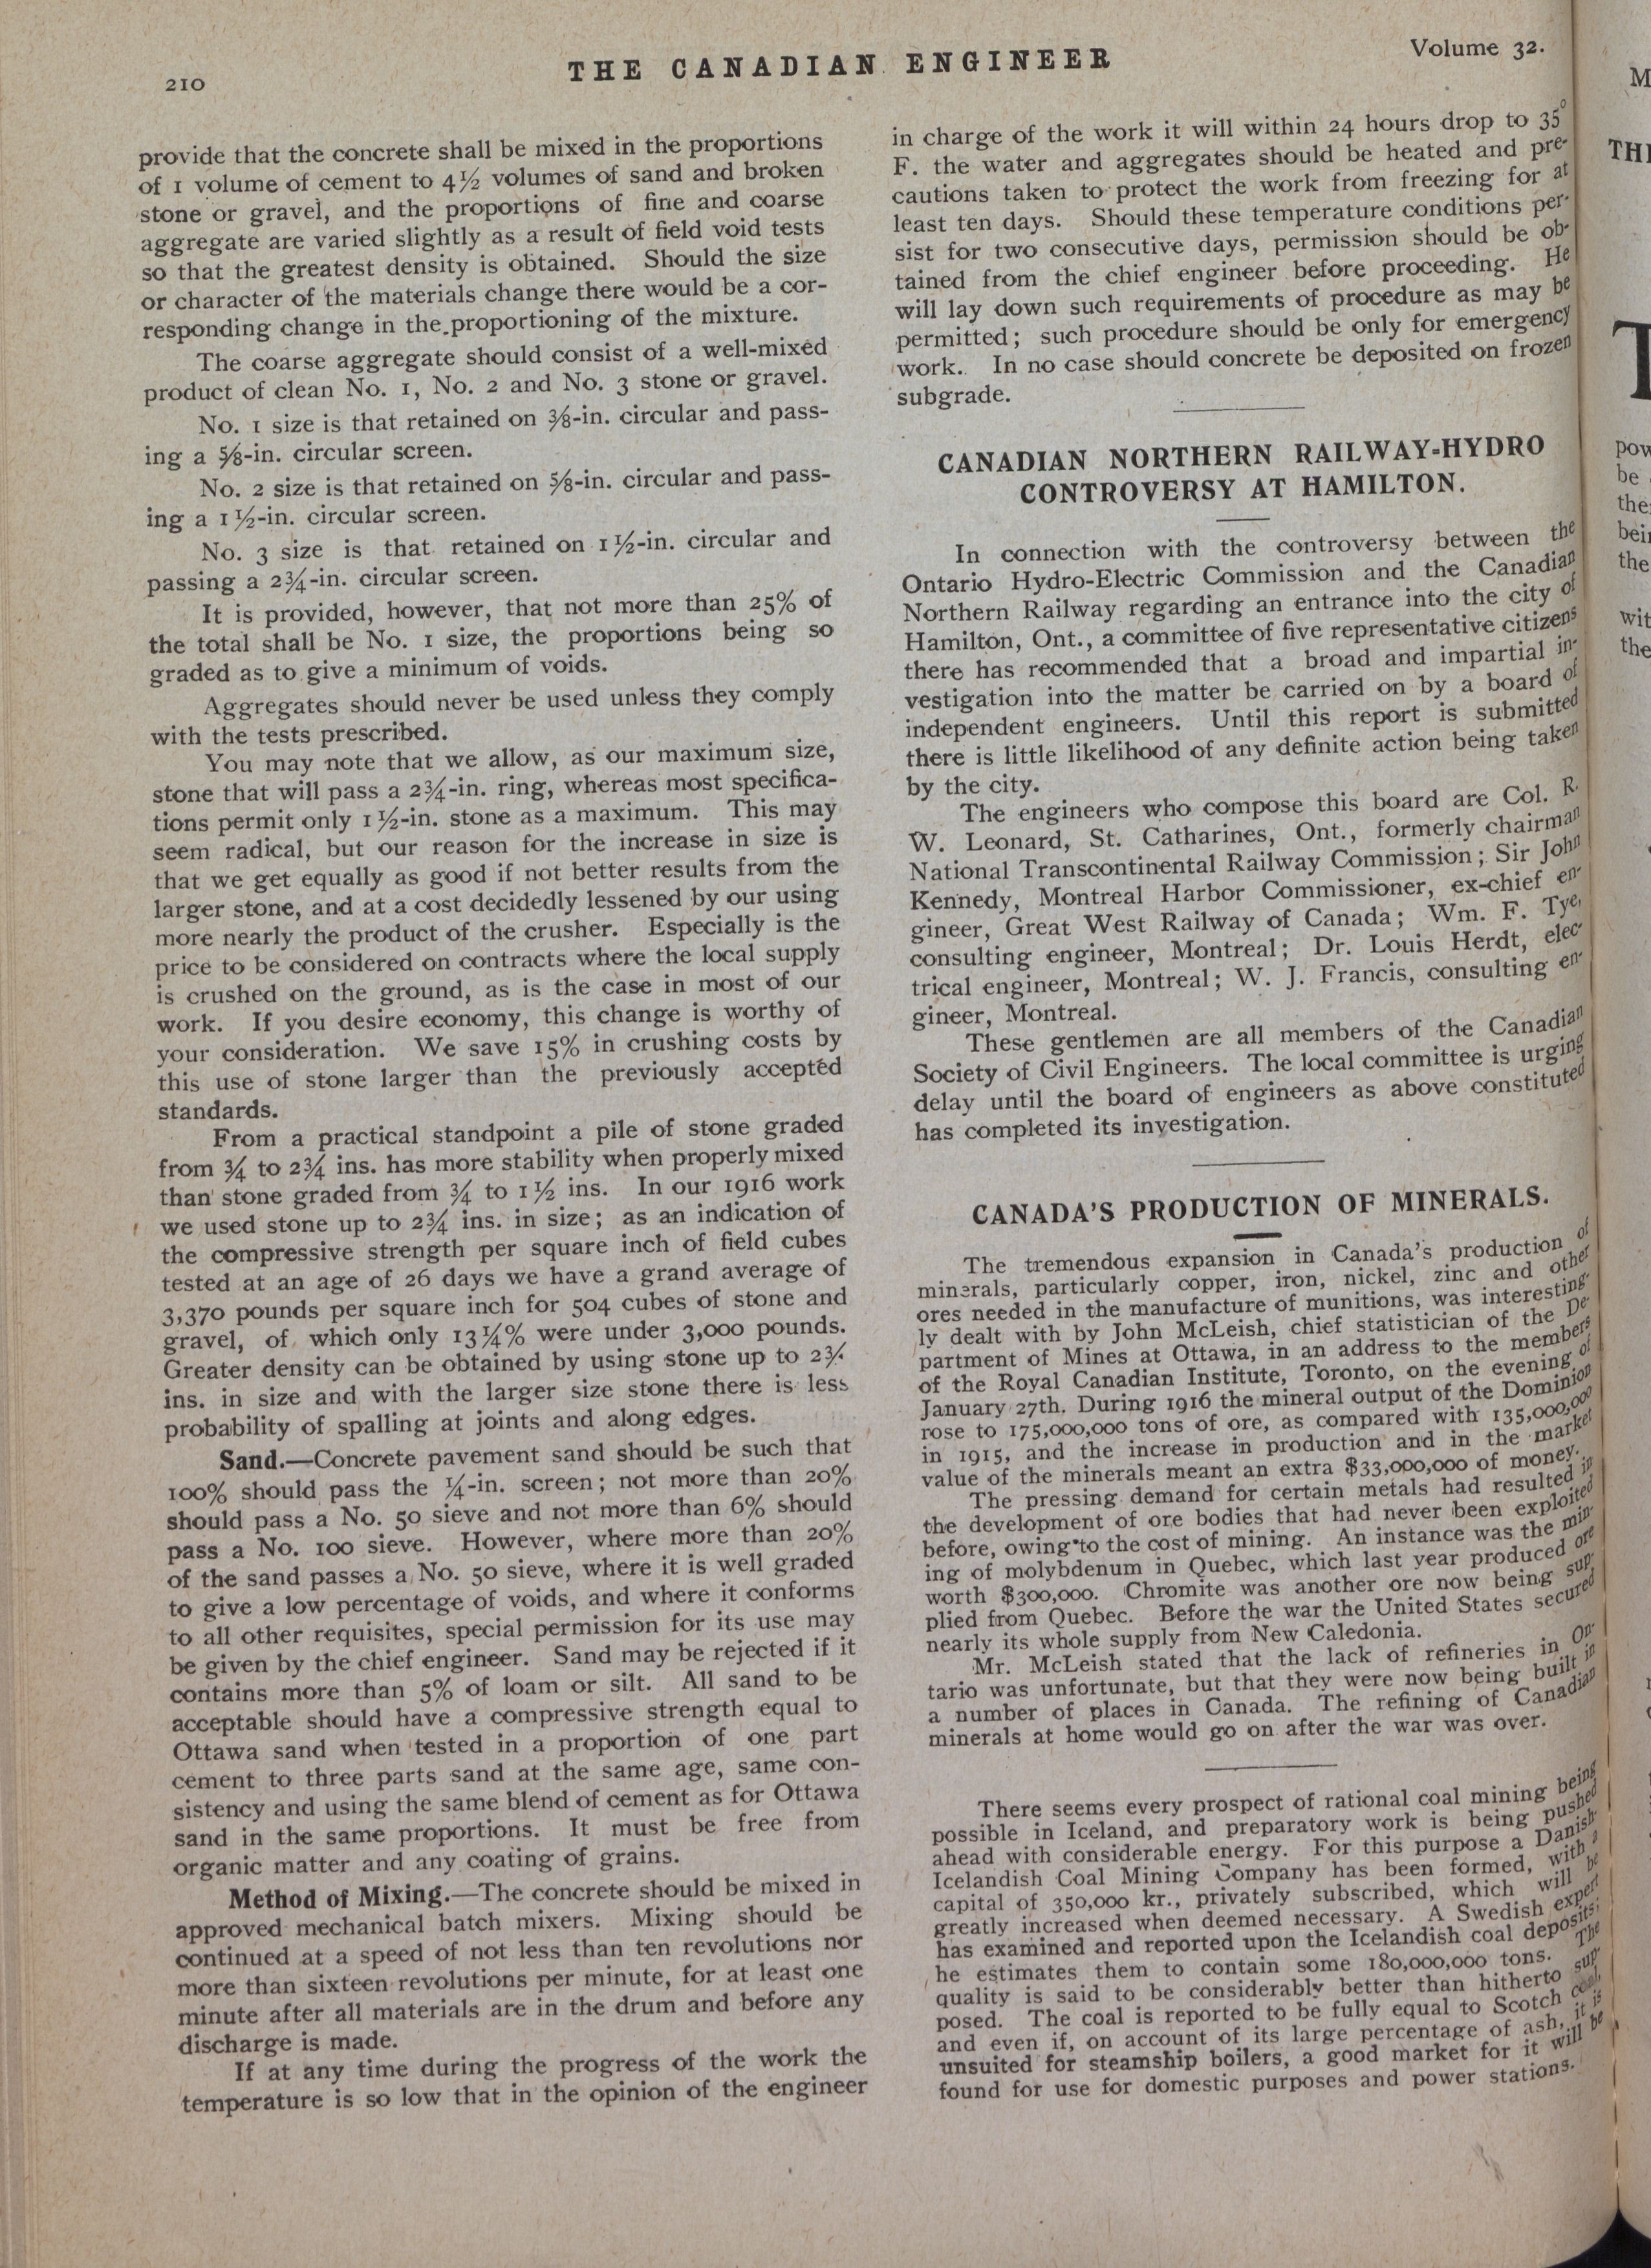 210
THE CANADIAN ENGINEER
Volume 32.
provide that the concrete shall be mixed in the proportions
of 1 volume of cement to 4½ volumes of sand and broken
stone or gravel, and the proportions of fine and coarse
aggregate are varied slightly as a result of field void tests
so that the greatest density is obtained. Should the size
or character of the materials change there would be a cor-
responding change in the proportioning of the mixture.
The coarse aggregate should consist of a well-mixed
product of clean No. 1, No. 2 and No. 3 stone or gravel.
No. 1 size is that retained on ⅜-in. circular and pass-
ing a ⅝-in. circular screen.
No. 2 size is that retained on ⅝-in. circular and pass-
ing a 1½-in. circular screen.
No. 3 size is that retained on 1½-in. circular and
passing a 2¾-in. circular screen.
It is provided, however, that not more than 25% of
the total shall be No. 1 size, the proportions being so
graded as to give a minimum of voids.
Aggregates should never be used unless they comply
with the tests prescribed.
You may note that we allow, as our maximum size,
stone that will pass a 2¾-in. ring, whereas most specifica-
tions permit only 1½-in. stone as a maximum. This may
seem radical, but our reason for the increase in size is
that we get equally as good if not better results from the
larger stone, and at a cost decidedly lessened by our using
more nearly the product of the crusher. Especially is the
price to be considered on contracts where the local supply
is crushed on the ground, as is the case in most of our
work. If you desire economy, this change is worthy of
your consideration. We save 15% in crushing costs by
this use of stone larger than the previously accepted
standards.
From a practical standpoint a pile of stone graded
from ¾ to 2¾ ins. has more stability when properly mixed
than stone graded from ¾ to 1½ ins. In our 1916 work
we used stone up to 2¾ ins. in size; as an indication of
the compressive strength per square inch of field cubes
tested at an age of 26 days we have a grand average of
3,370 pounds per square inch for 504 cubes of stone and
gravel, of which only 13¼% were under 3,000 pounds.
Greater density can be obtained by using stone up to 2¾
ins. in size and with the larger size stone there is less
probability of spalling at joints and along edges.
Sand.—Concrete pavement sand should be such that
100% should pass the ¼-in. screen; not more than 20%
should pass a No. 50 sieve and not more than 6% should
pass a No. 100 sieve. However, where more than 20%
of the sand passes a No. 50 sieve, where it is well graded
to give a low percentage of voids, and where it conforms
to all other requisites, special permission for its use may
be given by the chief engineer. Sand may be rejected if it
contains more than 5% of loam or silt. All sand to be
acceptable should have a compressive strength equal to
Ottawa sand when tested in a proportion of one part
cement to three parts sand at the same age, same con-
sistency and using the same blend of cement as for Ottawa
sand in the same proportions. It must be free from
organic matter and any coating of grains.
Method of Mixing.—The concrete should be mixed in
approved mechanical batch mixers. Mixing should be
continued at a speed of not less than ten revolutions nor
more than sixteen revolutions per minute, for at least one
minute after all materials are in the drum and before any
discharge is made.
If at any time during the progress of the work the
temperature is so low that in the opinion of the engineer
in charge of the work it will within 24 hours drop to 35°
F. the water and aggregates should be heated and pre-
cautions taken to protect the work from freezing for at
least ten days. Should these temperature conditions per-
sist for two consecutive days, permission should be ob-
tained from the chief engineer before proceeding. He
will lay down such requirements of procedure as may be
permitted; such procedure should be only for emergency
work. In no case should concrete be deposited on frozen
subgrade.
CANADIAN NORTHERN RAILWAY-HYDRO
CONTROVERSY AT HAMILTON.
In connection with the controversy between the
Ontario Hydro-Electric Commission and the Canadian
Northern Railway regarding an entrance into the city of
Hamilton, Ont., a committee of five representative citizens
there has recommended that a broad and impartial in-
vestigation into the matter be carried on by a board of
independent engineers. Until this report is submitted
there is little likelihood of any definite action being taken
by the city.
The engineers who compose this board are Col. R.
W. Leonard, St. Catharines, Ont., formerly chairman
National Transcontinental Railway Commission; Sir John
Kennedy, Montreal Harbor Commissioner, ex-chief en-
gineer, Great West Railway of Canada; Wm. F. Tye,
consulting engineer, Montreal; Dr. Louis Herdt, elec-
trical engineer, Montreal; W. J. Francis, consulting en-
gineer, Montreal.
These gentlemen are all members of the Canadian
Society of Civil Engineers. The local committee is urging
delay until the board of engineers as above constituted
has completed its investigation.
CANADA'S PRODUCTION OF MINERALS.
The tremendous expansion in Canada's production of
minerals, particularly copper, iron, nickel, zinc and other
ores needed in the manufacture of munitions, was interesting-
ly dealt with by John McLeish, chief statistician of the De-
partment of Mines at Ottawa, in an address to the members
of the Royal Canadian Institute, Toronto, on the evening of
January 27th. During 1916 the mineral output of the Dominion
rose to 175,000,000 tons of ore, as compared with 135,000,000
in 1915, and the increase in production and in the market
value of the minerals meant an extra $33,000,000 of money.
The pressing demand for certain metals had resulted in
the development of ore bodies that had never been exploited
before, owing to the cost of mining. An instance was the min-
ing of molybdenum in Quebec, which last year produced ore
worth $300,000. Chromite was another ore now being sup-
plied from Quebec. Before the war the United States secured
nearly its whole supply from New Caledonia.
Mr. McLeish stated that the lack of refineries in On-
tario was unfortunate, but that they were now being built in
a number of places in Canada. The refining of Canadian
minerals at home would go on after the war was over.
There seems every prospect of rational coal mining being
possible in Iceland, and preparatory work is being pushed
ahead with considerable energy. For this purpose a Danish-
Icelandish Coal Mining Company has been formed, with a
capital of 350,000 kr., privately subscribed, which will be
greatly increased when deemed necessary. A Swedish expert
has examined and reported upon the Icelandish coal deposits;
he estimates them to contain some 180,000,000 tons. The
quality is said to be considerably better than hitherto sup-
posed. The coal is reported to be fully equal to Scotch coal,
and even if, on account of its large percentage of ash, it is
unsuited for steamship boilers, a good market for it will be
found for use for domestic purposes and power stations.